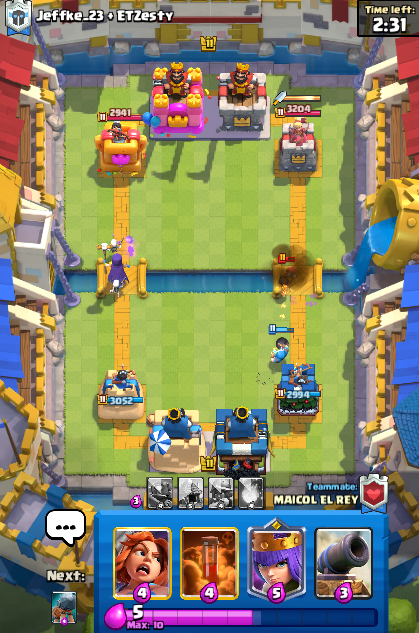 Jeffke_23 + ETZesty
Time left:
2:31
2941
3204
3052
2994
Teammate:
MAICOL EL REY
3
...
Next:
4
4
5
3
5
Max: 10